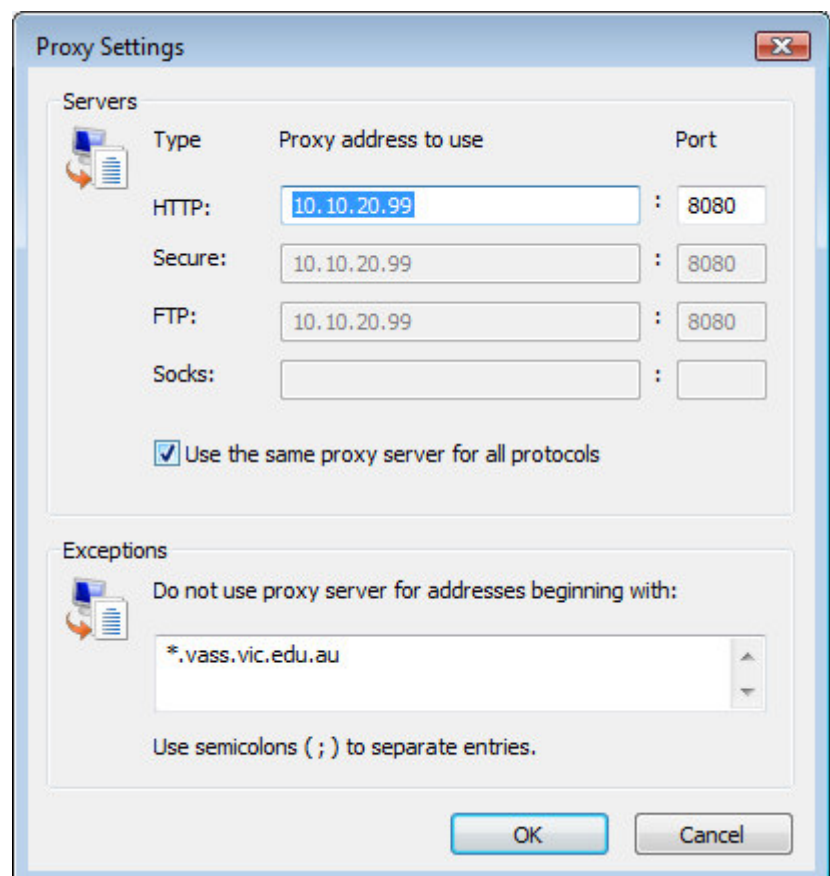 Proxy Settings
Servers
Type Proxy address to use Port
HTTP: 10.10.20.99 : 8080
Secure: 10.10.20.99 : 8080
FTP: 10.10.20.99 : 8080
Socks: :
Use the same proxy server for all protocols
Exceptions
Do not use proxy server for addresses beginning with:
*.vass.vic.edu.au
Use semicolons ( ; ) to separate entries.
OK Cancel